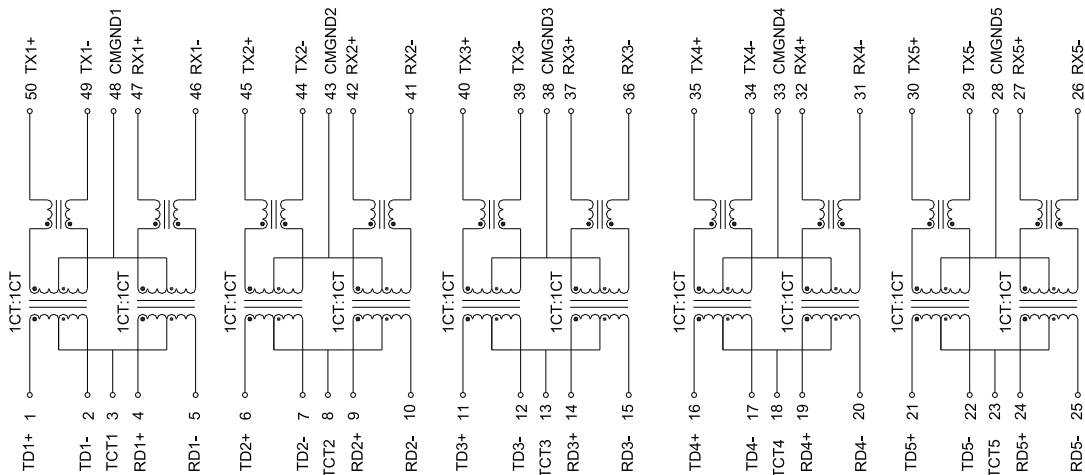 50 TX1+
49 TX1-
48 CMGND1
47 RX1+
46 RX1-
45 TX2+
44 TX2-
43 CMGND2
42 RX2+
41 RX2-
40 TX3+
39 TX3-
38 CMGND3
37 RX3+
36 RX3-
35 TX4+
34 TX4-
33 CMGND4
32 RX4+
31 RX4-
30 TX5+
29 TX5-
28 CMGND5
27 RX5+
26 RX5-
1CT:1CT
1CT:1CT
1CT:1CT
1CT:1CT
1CT:1CT
1CT:1CT
1CT:1CT
1CT:1CT
1CT:1CT
1CT:1CT
TD1+ 1
TD1- 2
TCT1 3
RD1+ 4
RD1- 5
TD2+ 6
TD2- 7
TCT2 8
RD2+ 9
RD2- 10
TD3+ 11
TD3- 12
TCT3 13
RD3+ 14
RD3- 15
TD4+ 16
TD4- 17
TCT4 18
RD4+ 19
RD4- 20
TD5+ 21
TD5- 22
TCT5 23
RD5+ 24
RD5- 25